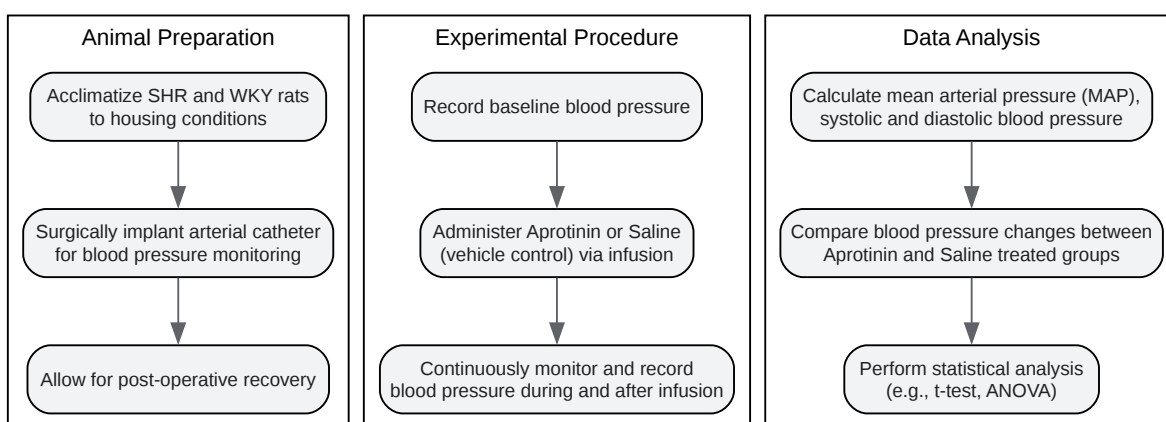 Animal Preparation
Acclimatize SHR and WKY rats
to housing conditions
Surgically implant arterial catheter
for blood pressure monitoring
Allow for post-operative recovery
Experimental Procedure
Record baseline blood pressure
Administer Aprotinin or Saline
(vehicle control) via infusion
Continuously monitor and record
blood pressure during and after infusion
Data Analysis
Calculate mean arterial pressure (MAP),
systolic and diastolic blood pressure
Compare blood pressure changes between
Aprotinin and Saline treated groups
Perform statistical analysis
(e.g., t-test, ANOVA)